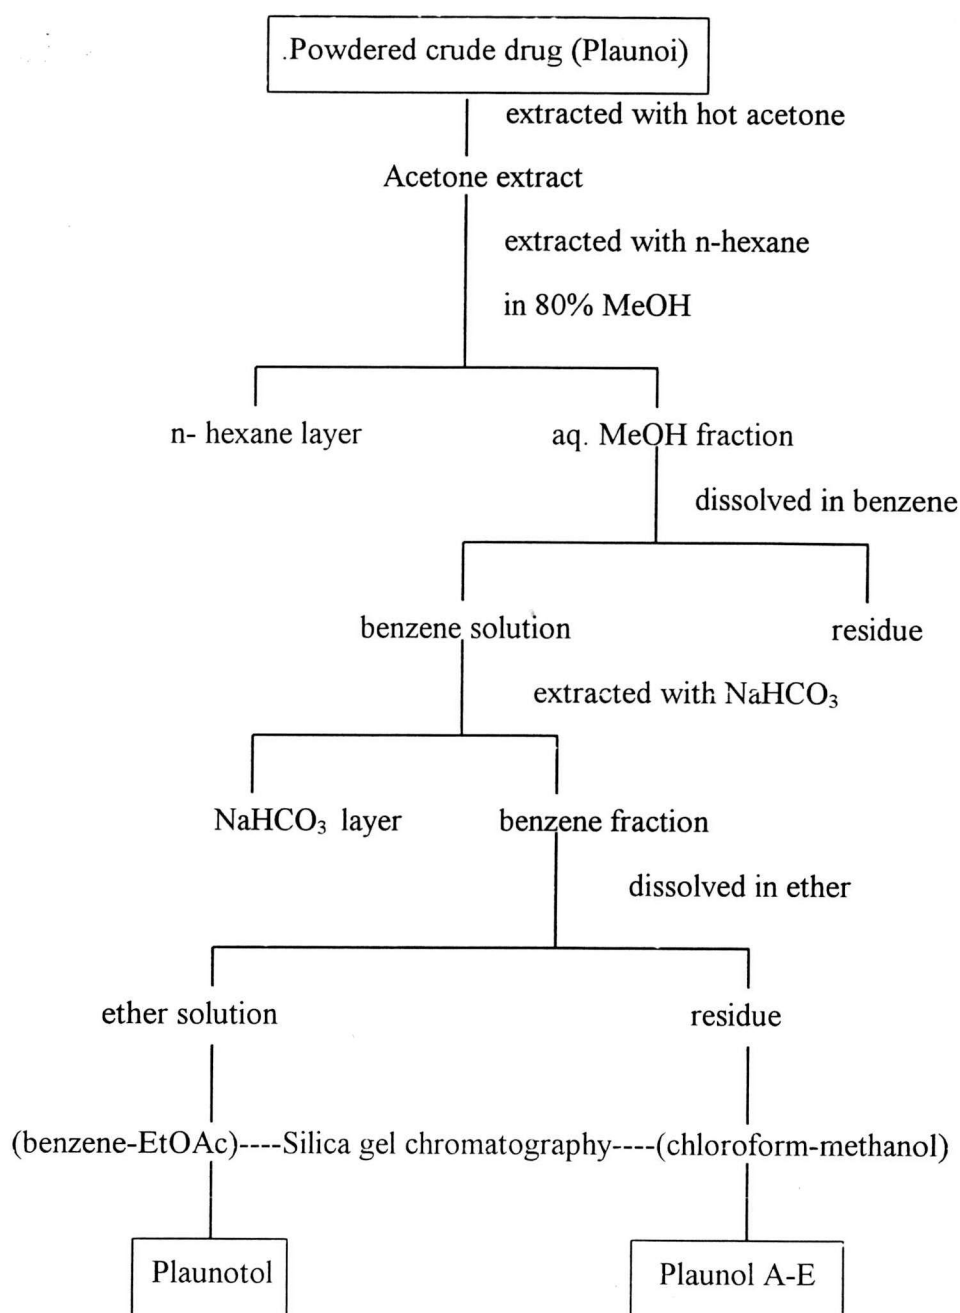 .Powdered crude drug (Plaunoi)
extracted with hot acetone
Acetone extract
extracted with n-hexane
in 80% MeOH
n- hexane layer
aq. MeOH fraction
dissolved in benzene
benzene solution
residue
extracted with NaHCO₃
NaHCO₃ layer
benzene fraction
dissolved in ether
ether solution
residue
(benzene-EtOAc)----Silica gel chromatography----(chloroform-methanol)
Plaunotol
Plaunol A-E